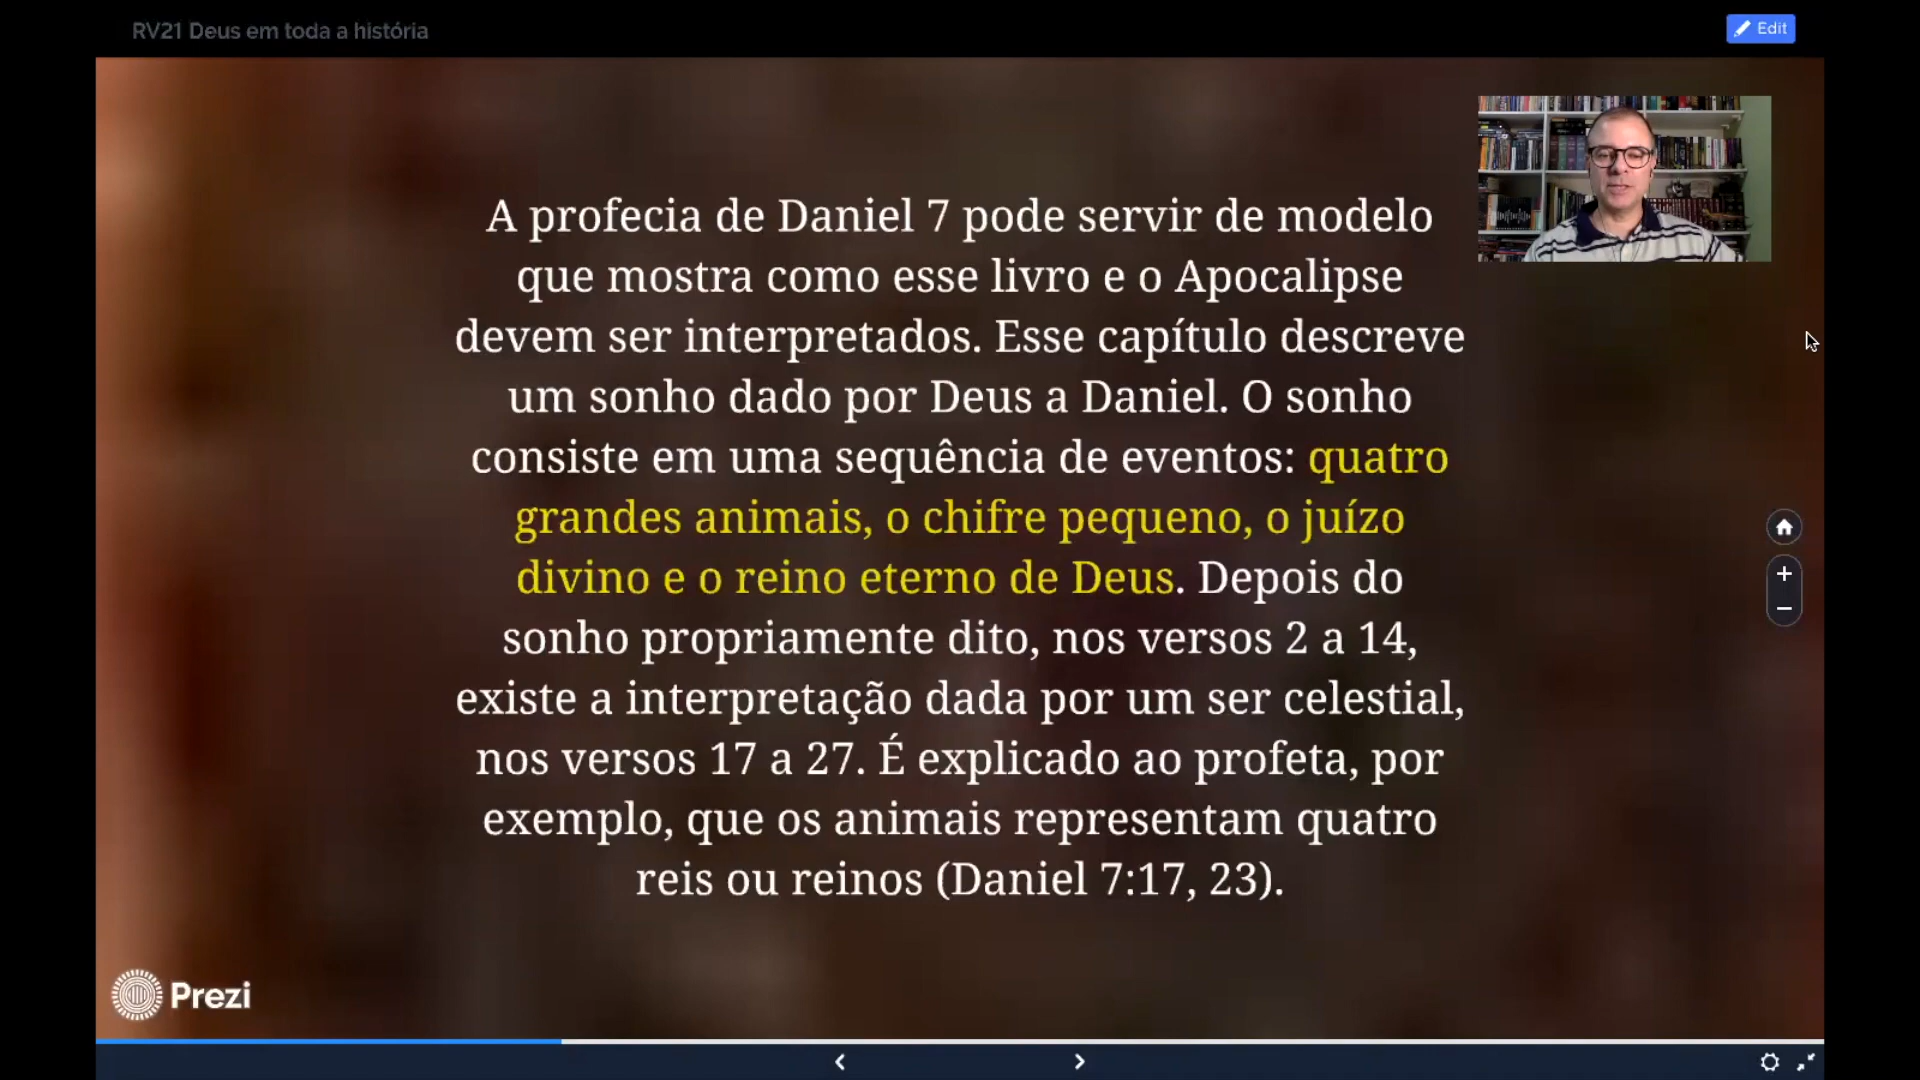 RV21 Deus em toda a história
Edit
A profecia de Daniel 7 pode servir de modelo
que mostra como esse livro e o Apocalipse
devem ser interpretados. Esse capítulo descreve
um sonho dado por Deus a Daniel. O sonho
consiste em uma sequência de eventos: quatro
grandes animais, o chifre pequeno, o juízo
divino e o reino eterno de Deus. Depois do
sonho propriamente dito, nos versos 2 a 14,
existe a interpretação dada por um ser celestial,
nos versos 17 a 27. É explicado ao profeta, por
exemplo, que os animais representam quatro
reis ou reinos (Daniel 7:17, 23).
Prezi